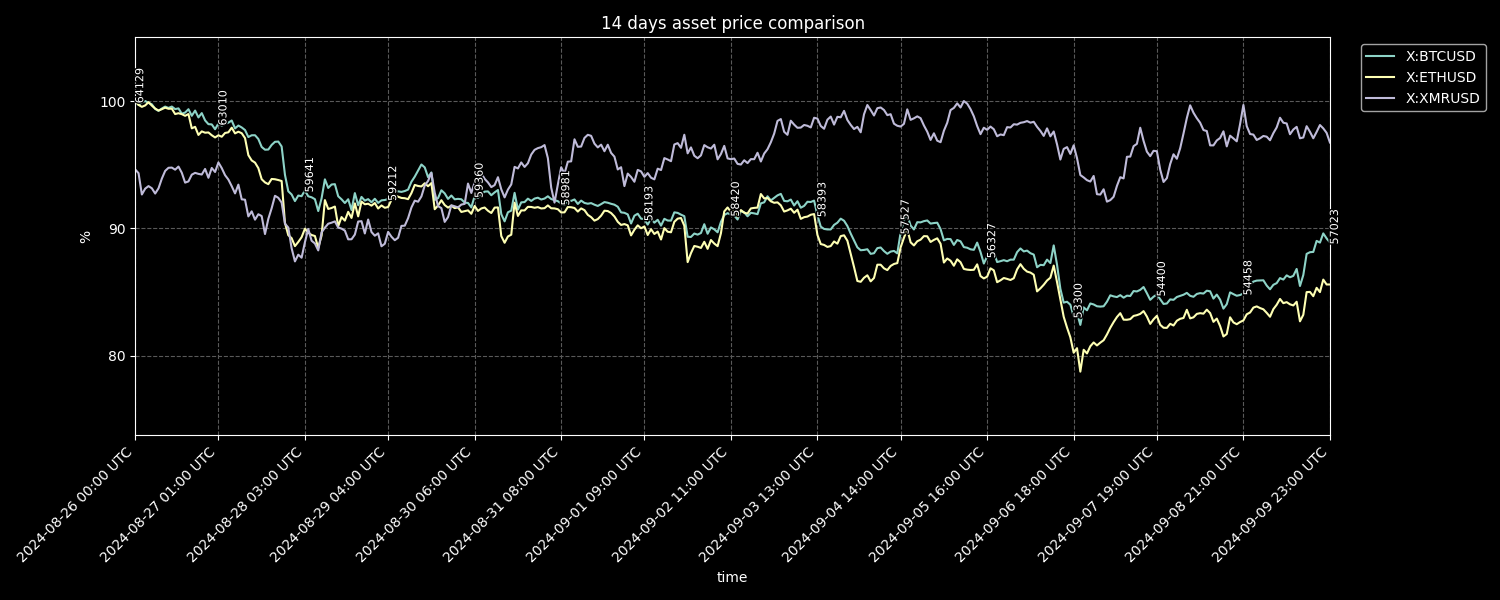 14 days asset price comparison
X:BTCUSD
X:ETHUSD
X:XMRUSD
100
90
80
%
64129
63010
59641
59212
59360
58981
58193
58420
58393
57527
56327
53300
54400
54458
57023
2024-08-26 00:00 UTC
2024-08-27 01:00 UTC
2024-08-28 03:00 UTC
2024-08-29 04:00 UTC
2024-08-30 06:00 UTC
2024-08-31 08:00 UTC
2024-09-01 09:00 UTC
2024-09-02 11:00 UTC
2024-09-03 13:00 UTC
2024-09-04 14:00 UTC
2024-09-05 16:00 UTC
2024-09-06 18:00 UTC
2024-09-07 19:00 UTC
2024-09-08 21:00 UTC
2024-09-09 23:00 UTC
time